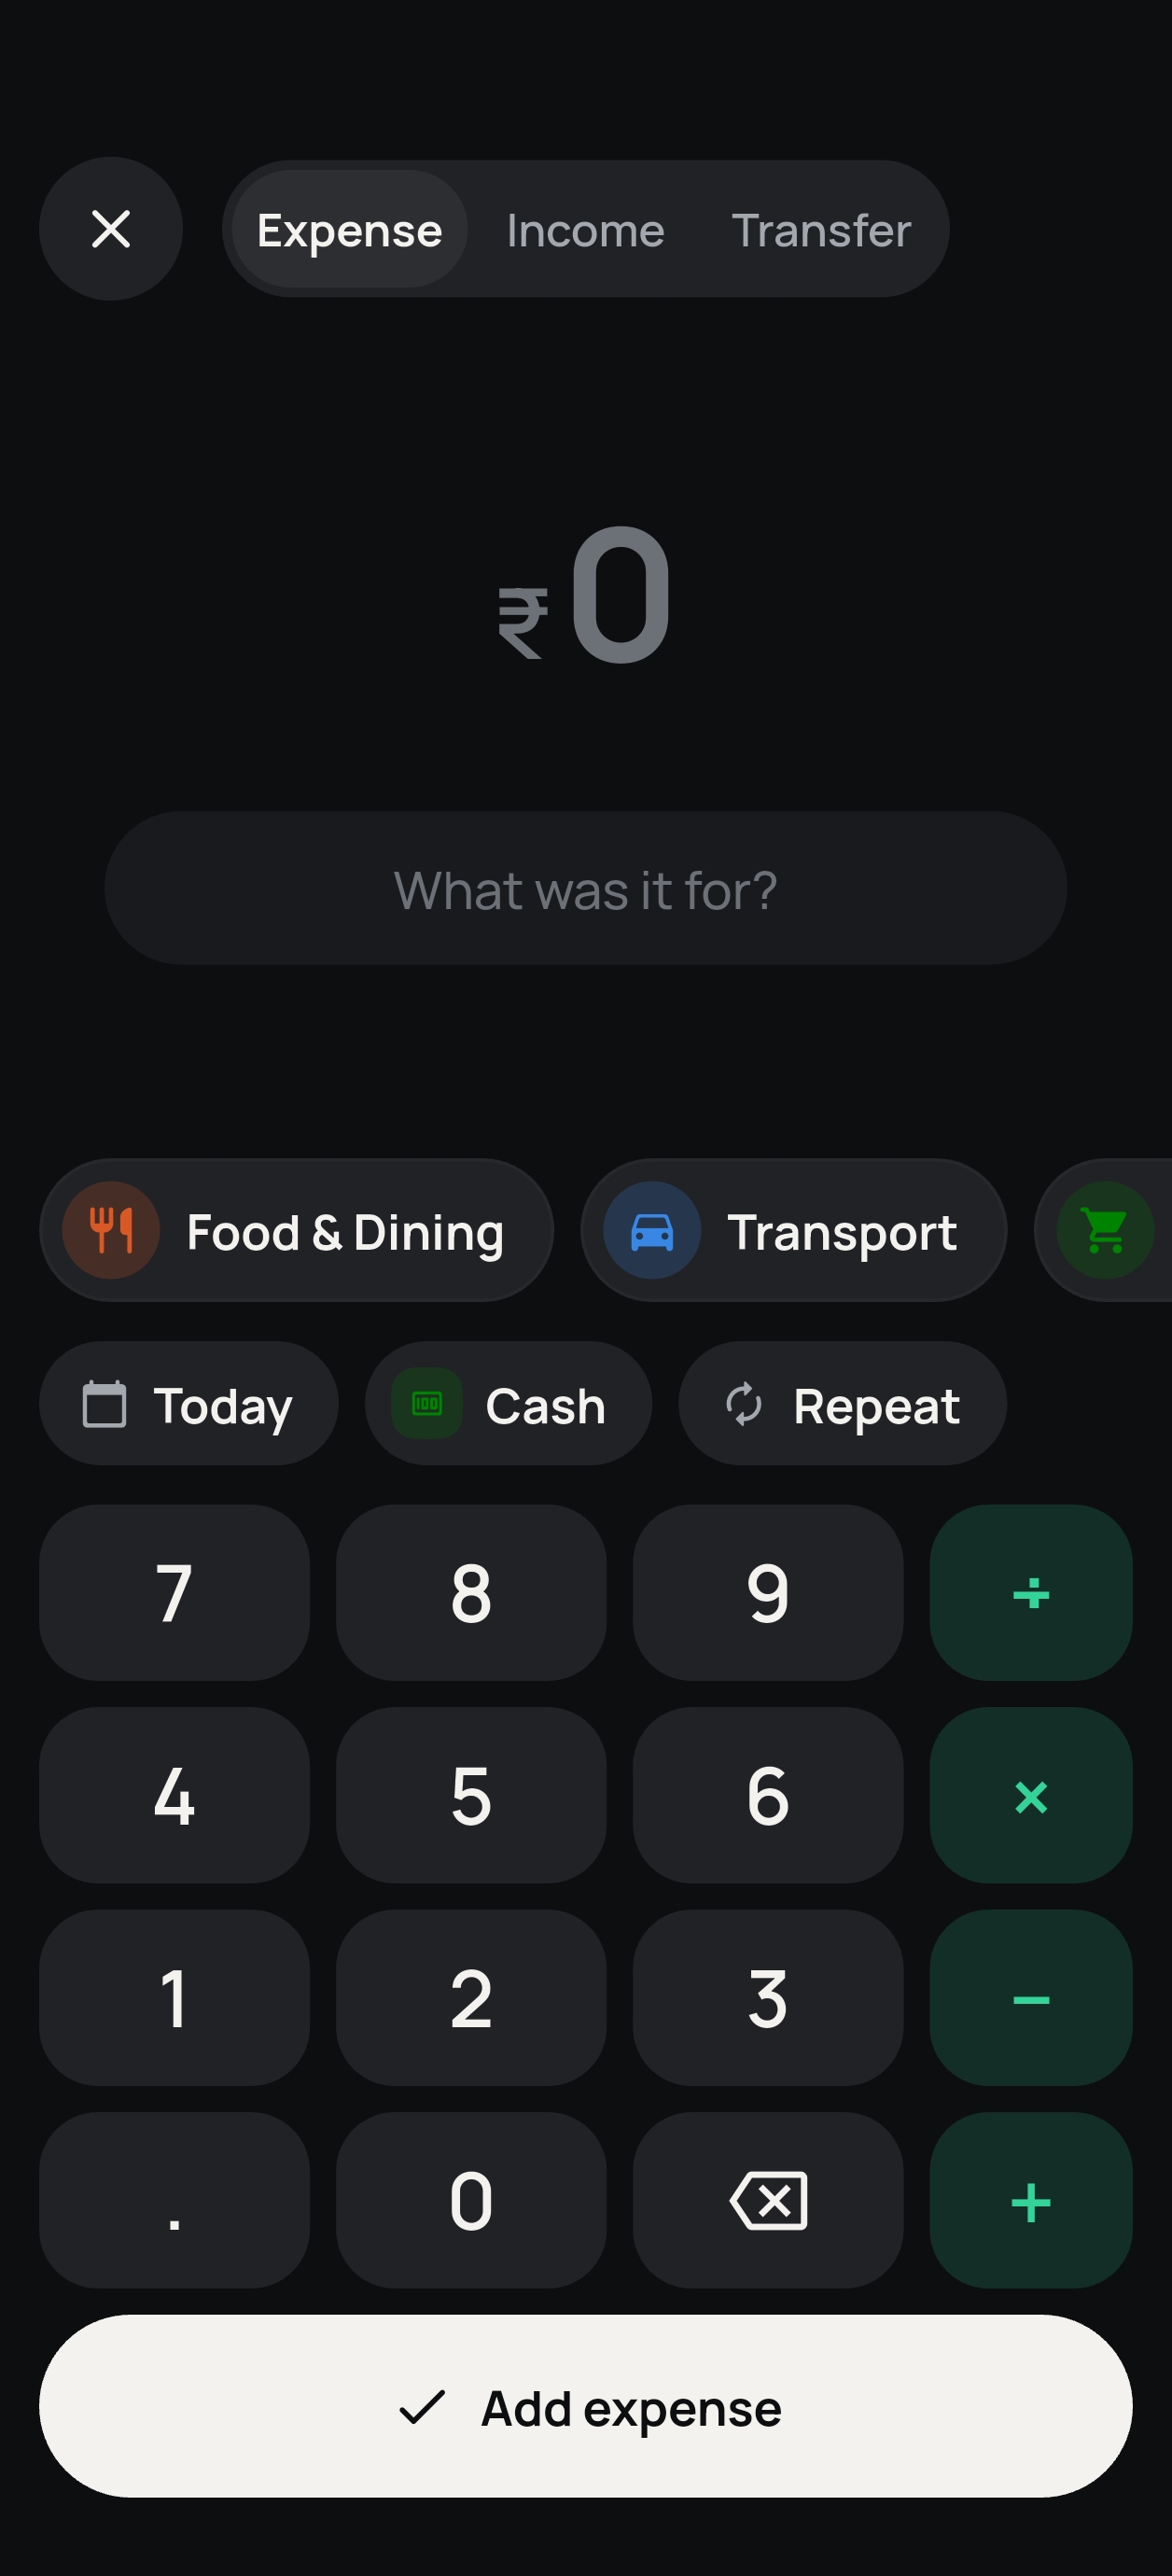 Expense Income Transfer
₹0
What was it for?
Food & Dining Transport
Today Cash Repeat
7 8 9 ÷
4 5 6 ×
1 2 3 −
. 0 +
Add expense